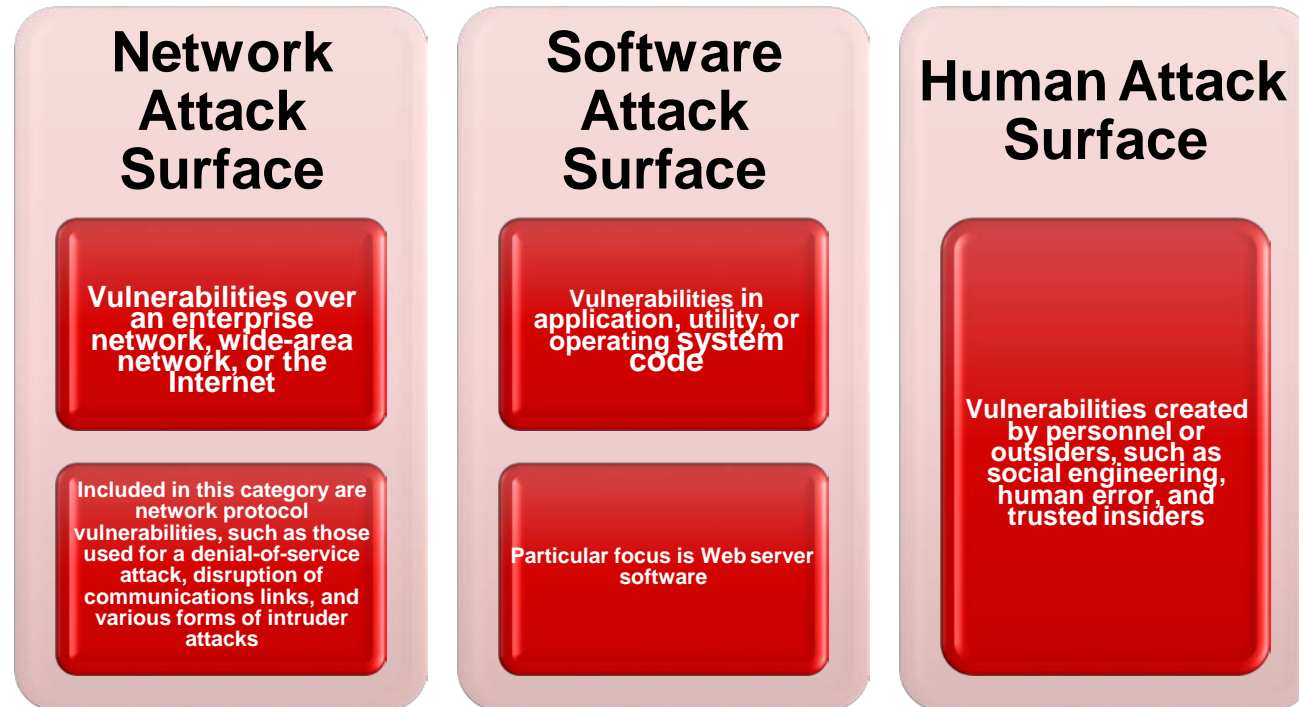 Network
Attack
Surface
Vulnerabilities over
an enterprise
network, wide-area
network, or the
Internet
Included in this category are
network protocol
vulnerabilities, such as those
used for a denial-of-service
attack, disruption of
communications links, and
various forms of intruder
attacks
Software
Attack
Surface
Vulnerabilities in
application, utility, or
operating system
code
Particular focus is Web server
software
Human Attack
Surface
Vulnerabilities created
by personnel or
outsiders, such as
social engineering,
human error, and
trusted insiders